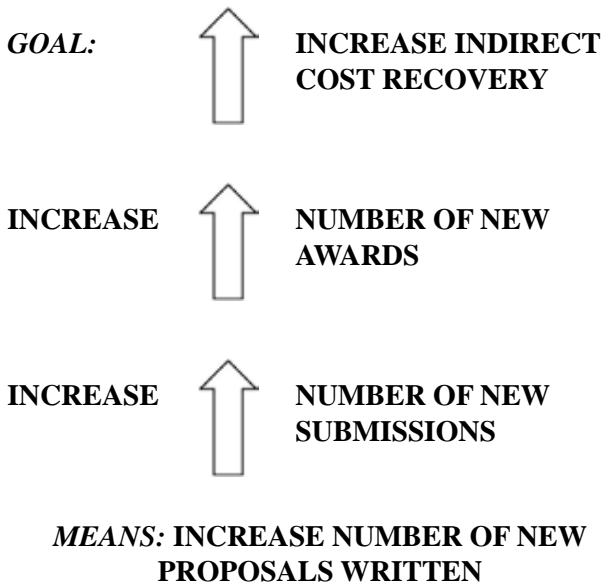 GOAL: INCREASE INDIRECT
COST RECOVERY
INCREASE NUMBER OF NEW
AWARDS
INCREASE NUMBER OF NEW
SUBMISSIONS
MEANS: INCREASE NUMBER OF NEW
PROPOSALS WRITTEN